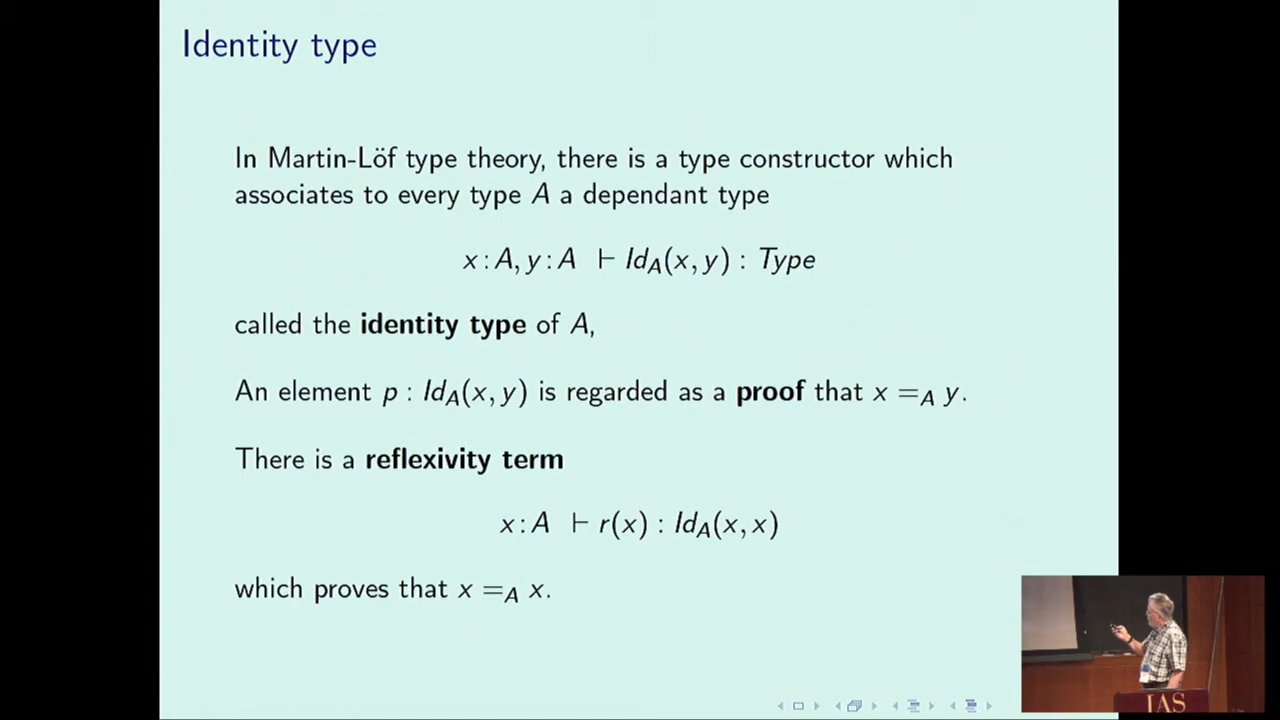 Identity type
In Martin-Löf type theory, there is a type constructor which
associates to every type A a dependant type
x : A, y : A ⊢ Id_A(x, y) : Type
called the identity type of A,
An element p : Id_A(x, y) is regarded as a proof that x =_A y.
There is a reflexivity term
x : A ⊢ r(x) : Id_A(x, x)
which proves that x =_A x.
IAS